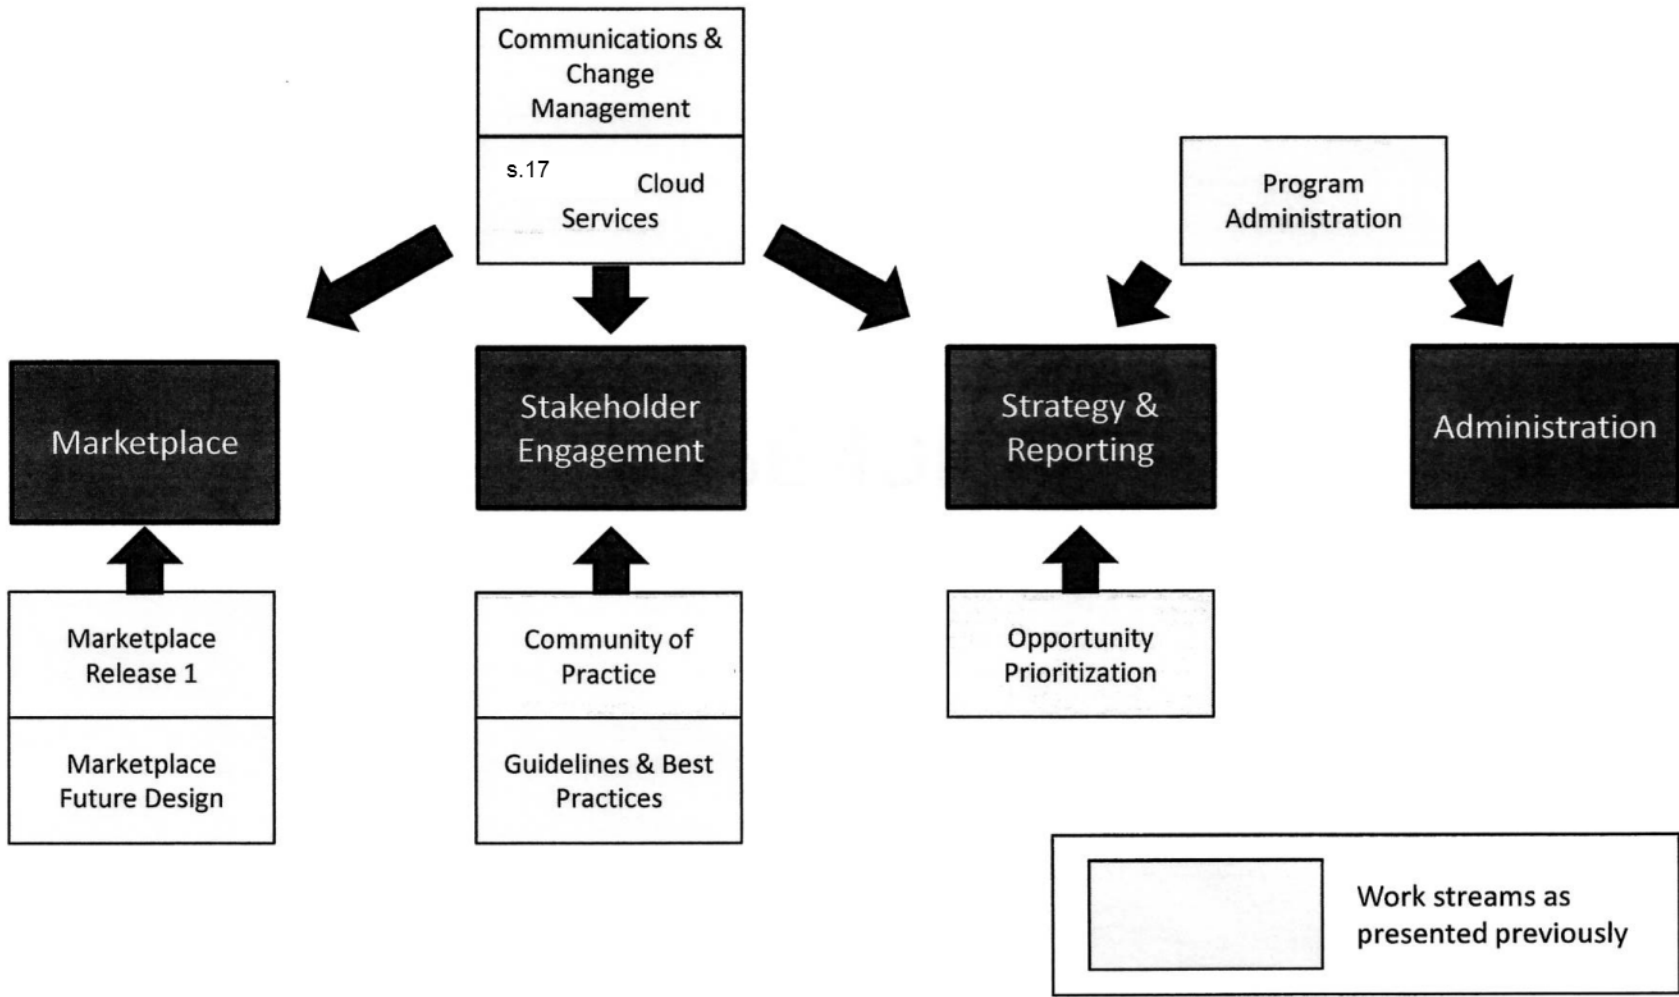 Communications &
Change
Management
s.17
Cloud
Services
Program
Administration
Marketplace
Stakeholder
Engagement
Strategy &
Reporting
Administration
Marketplace
Release 1
Community of
Practice
Opportunity
Prioritization
Marketplace
Future Design
Guidelines & Best
Practices
Work streams as
presented previously